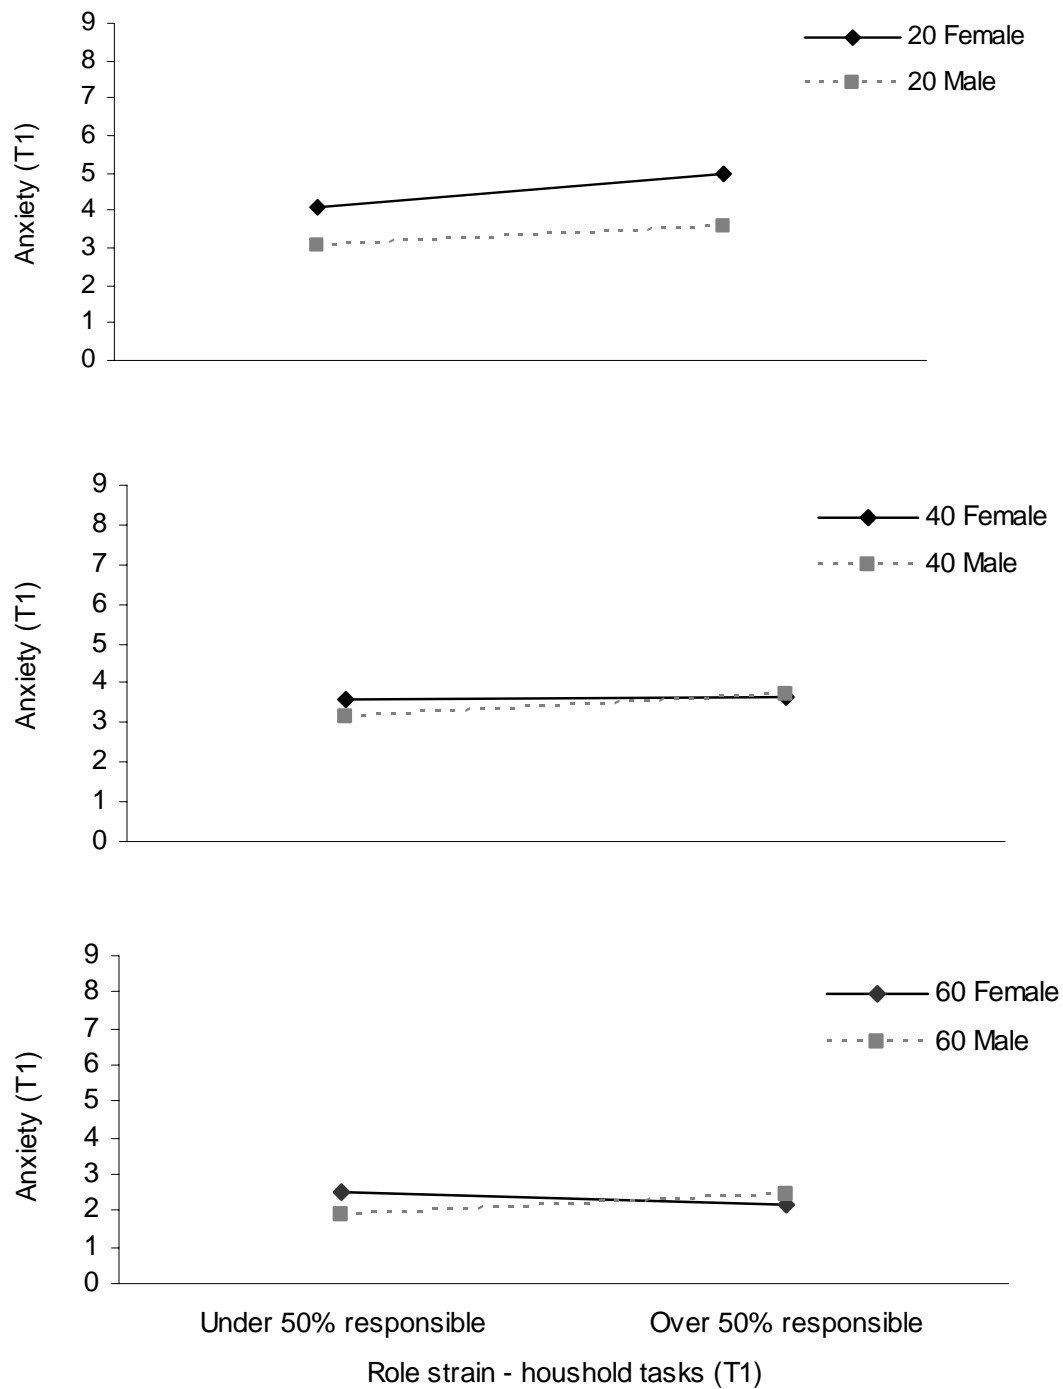 9
8
7
6
5
4
3
2
1
0
Anxiety (T1)
20 Female
20 Male
9
8
7
6
5
4
3
2
1
0
Anxiety (T1)
40 Female
40 Male
9
8
7
6
5
4
3
2
1
0
Anxiety (T1)
60 Female
60 Male
Under 50% responsible
Over 50% responsible
Role strain - houshold tasks (T1)